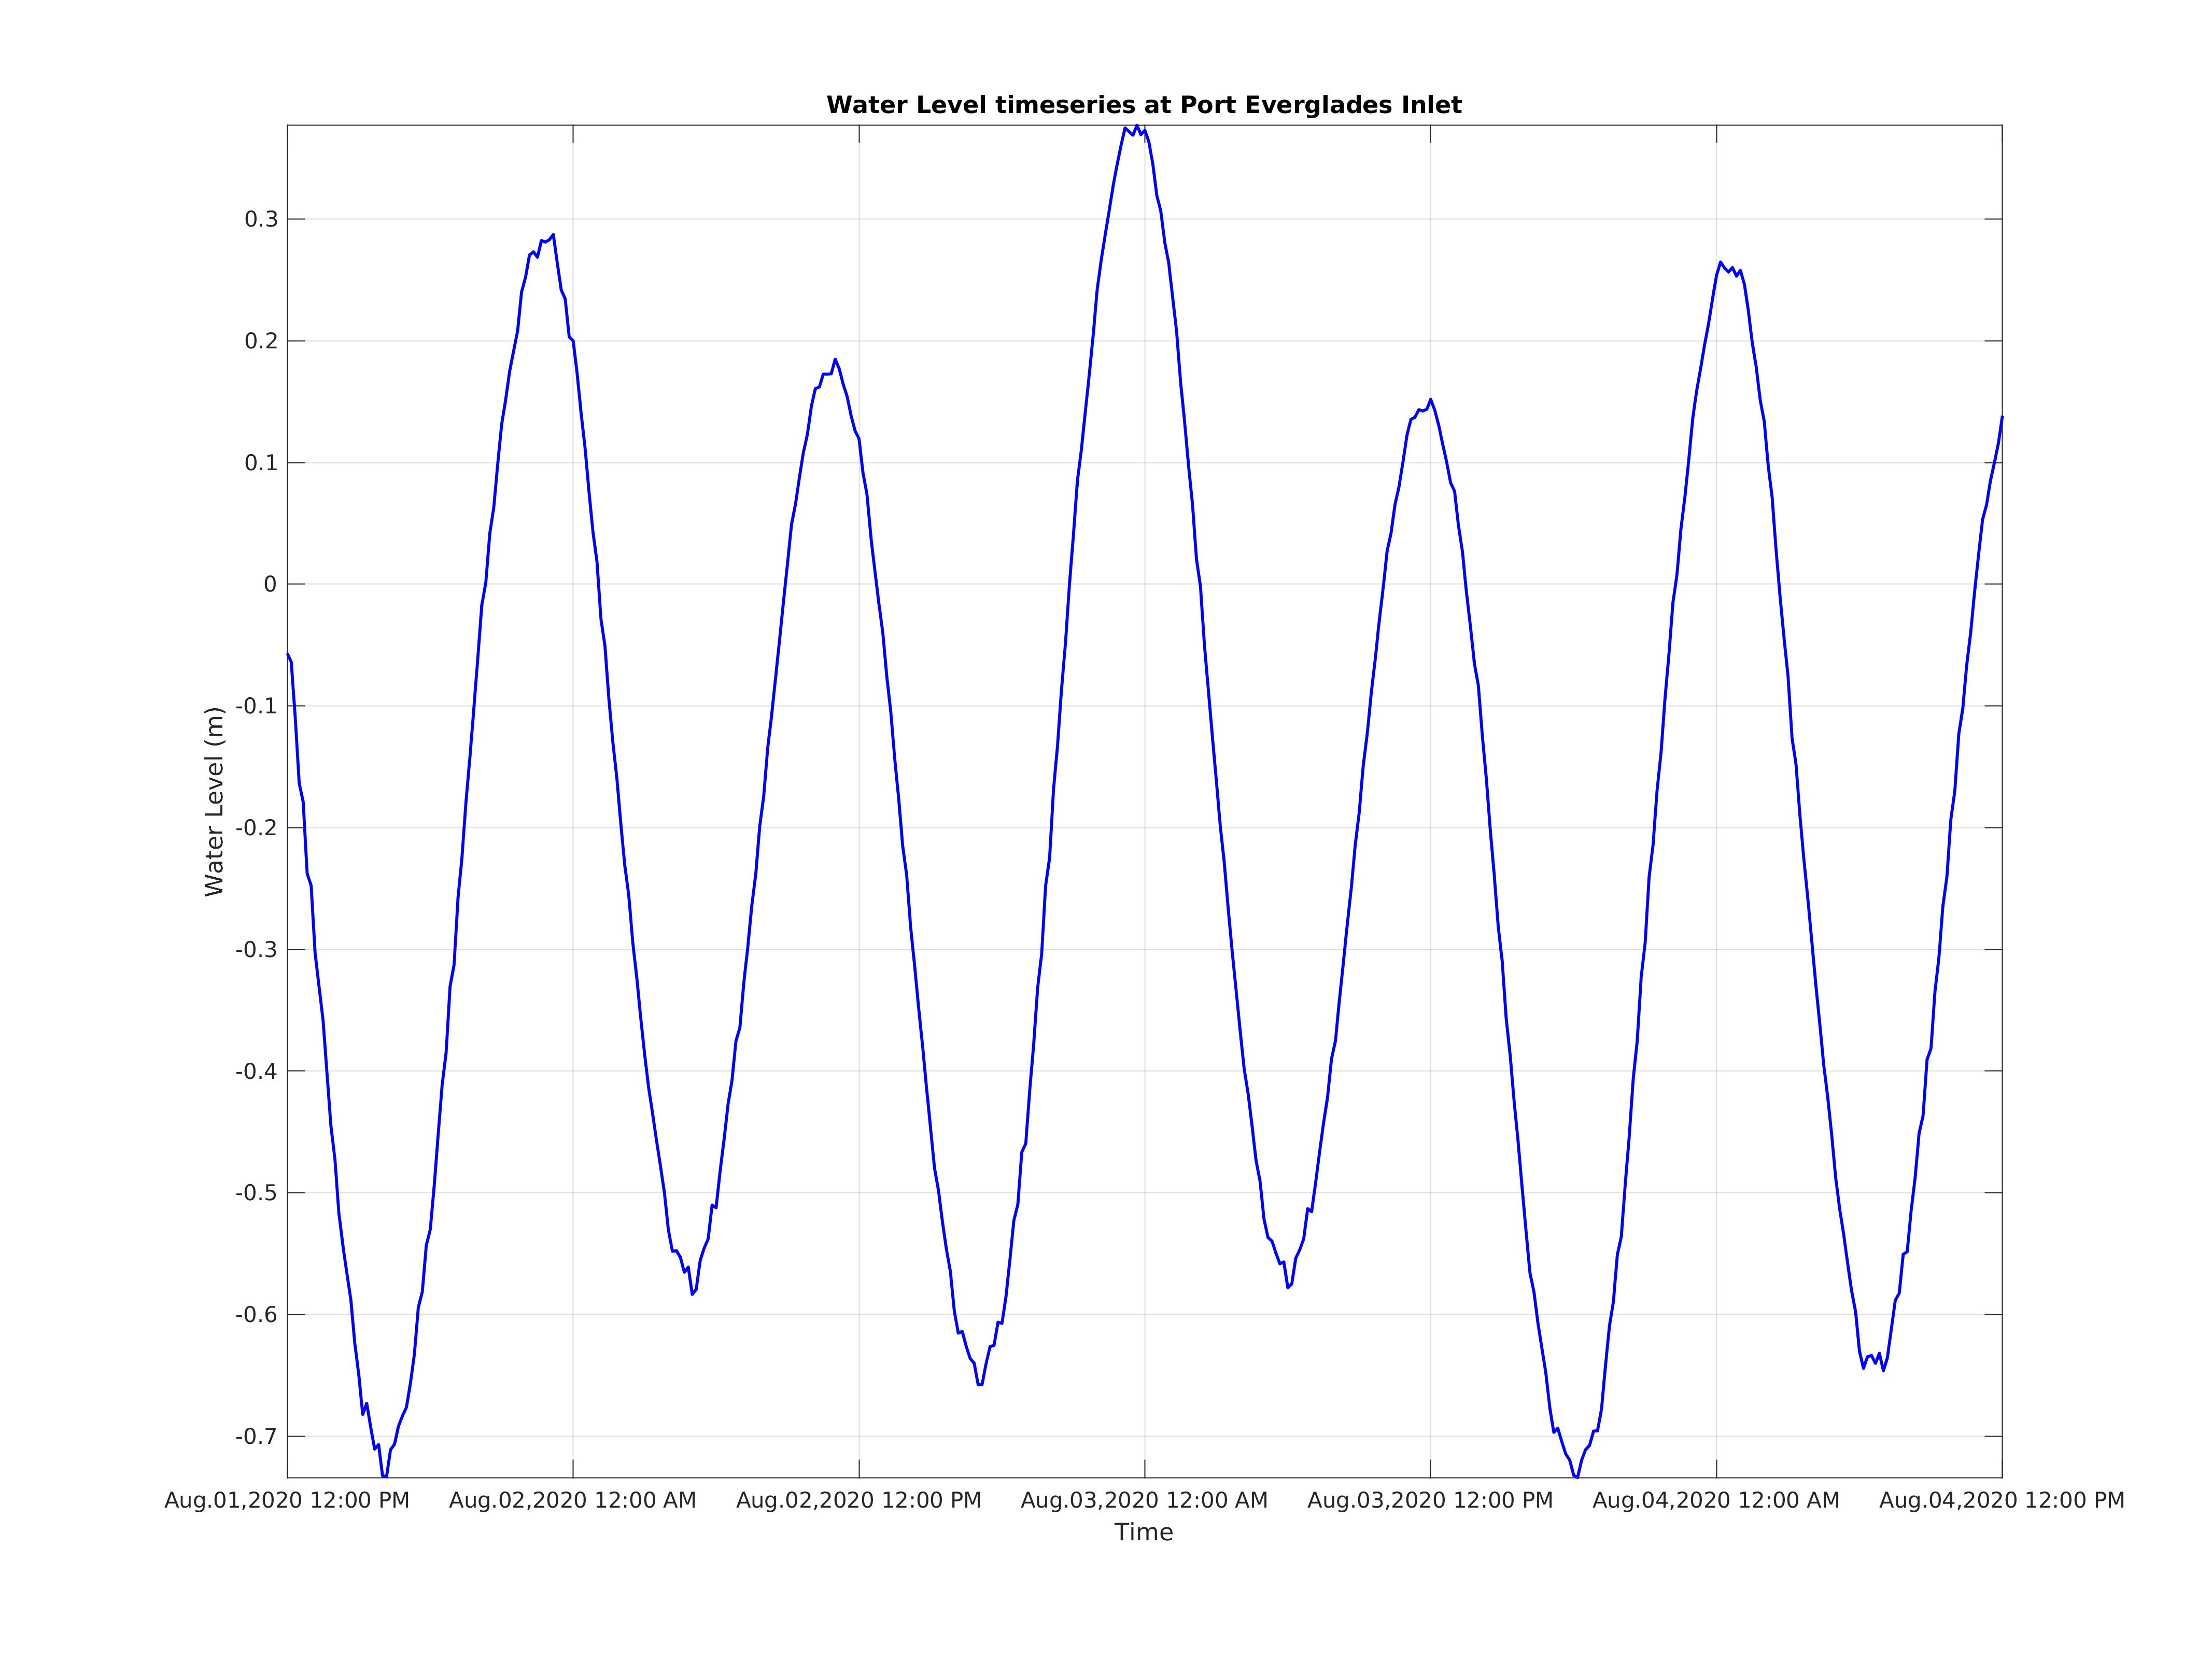 Water Level timeseries at Port Everglades Inlet
0.3
0.2
0.1
0
-0.1
-0.2
-0.3
-0.4
-0.5
-0.6
-0.7
Water Level (m)
Aug.01,2020 12:00 PM Aug.02,2020 12:00 AM Aug.02,2020 12:00 PM Aug.03,2020 12:00 AM Aug.03,2020 12:00 PM Aug.04,2020 12:00 AM Aug.04,2020 12:00 PM
Time